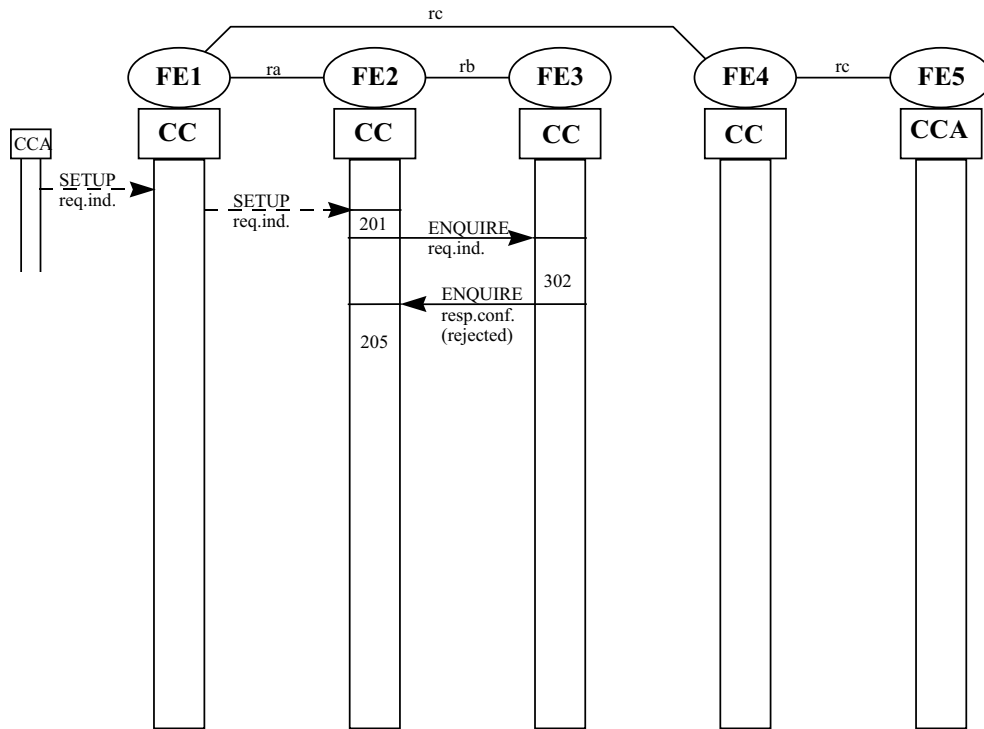 rc
FE1
ra
FE2
rb
FE3
FE4
rc
FE5
CCA
CC
CC
CC
CC
CCA
SETUP
req.ind.
SETUP
req.ind.
201
ENQUIRE
req.ind.
302
ENQUIRE
resp.conf.
(rejected)
205